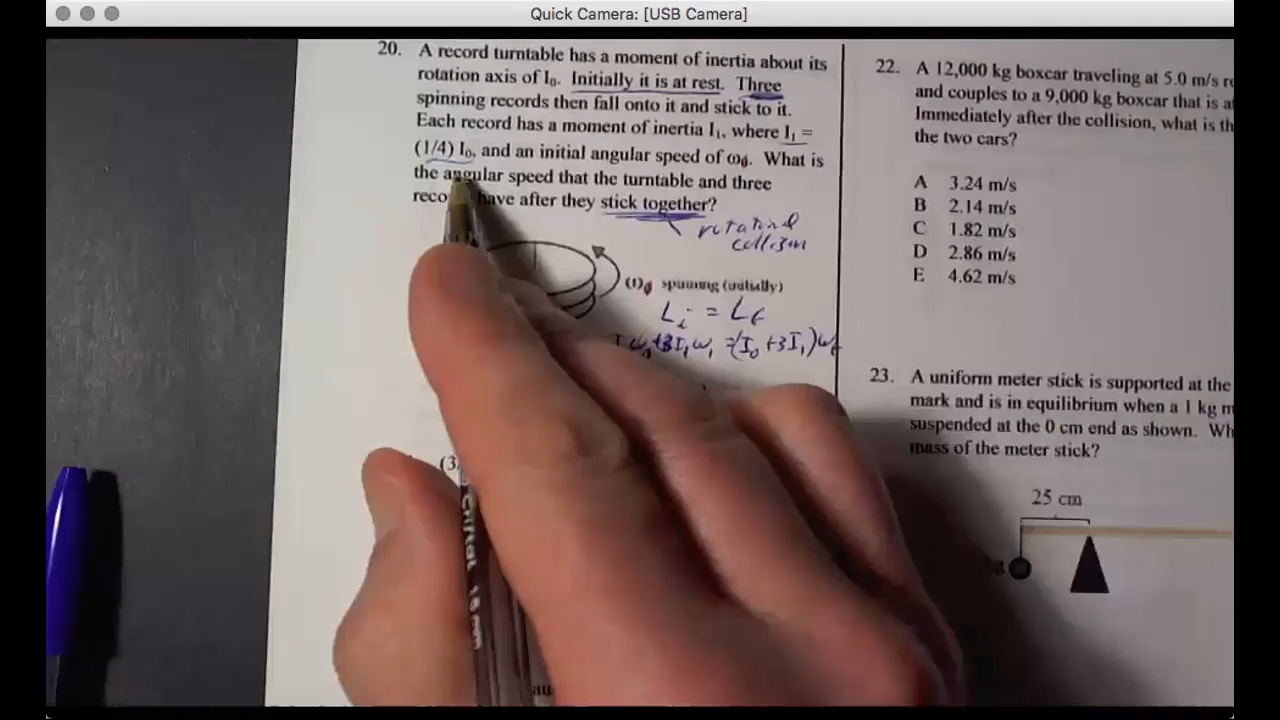 Quick Camera: [USB Camera]
20. A record turntable has a moment of inertia about its
rotation axis of I₀. Initially it is at rest. Three
spinning records then fall onto it and stick to it.
Each record has a moment of inertia I₁, where I₁ =
(1/4) I₀, and an initial angular speed of ω₀. What is
the angular speed that the turntable and three
have after they stick together?
rotational
collision
spinning (initially)
Lᵢ = Lf
+3I₁ω₁ = (I₀ +3I₁)ωf
(3
22. A 12,000 kg boxcar traveling at 5.0 m/s
and couples to a 9,000 kg boxcar that is
Immediately after the collision, what is
the two cars?
A 3.24 m/s
B 2.14 m/s
C 1.82 m/s
D 2.86 m/s
E 4.62 m/s
23. A uniform meter stick is supported at the
mark and is in equilibrium when a 1 kg
suspended at the 0 cm end as shown.
mass of the meter stick?
25 cm